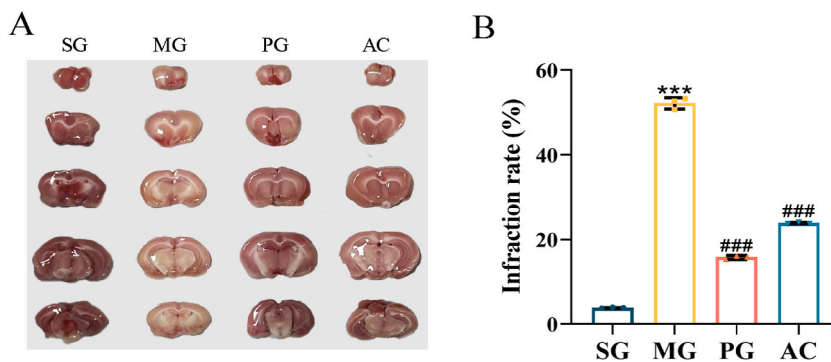 A
SG MG PG AC
B
Infraction rate (%)
60
40
20
0
***
###
###
SG MG PG AC